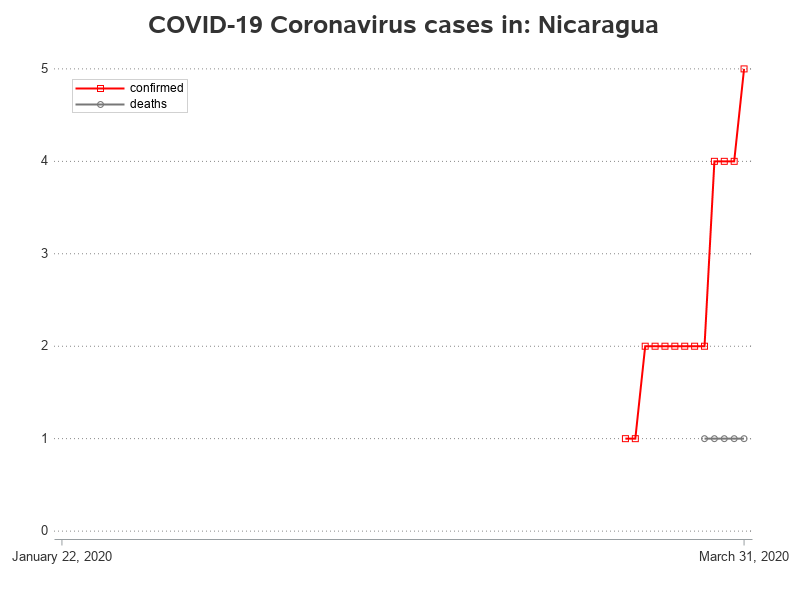 COVID-19 Coronavirus cases in: Nicaragua
5
confirmed
deaths
4
3
2
1
0
January 22, 2020
March 31, 2020